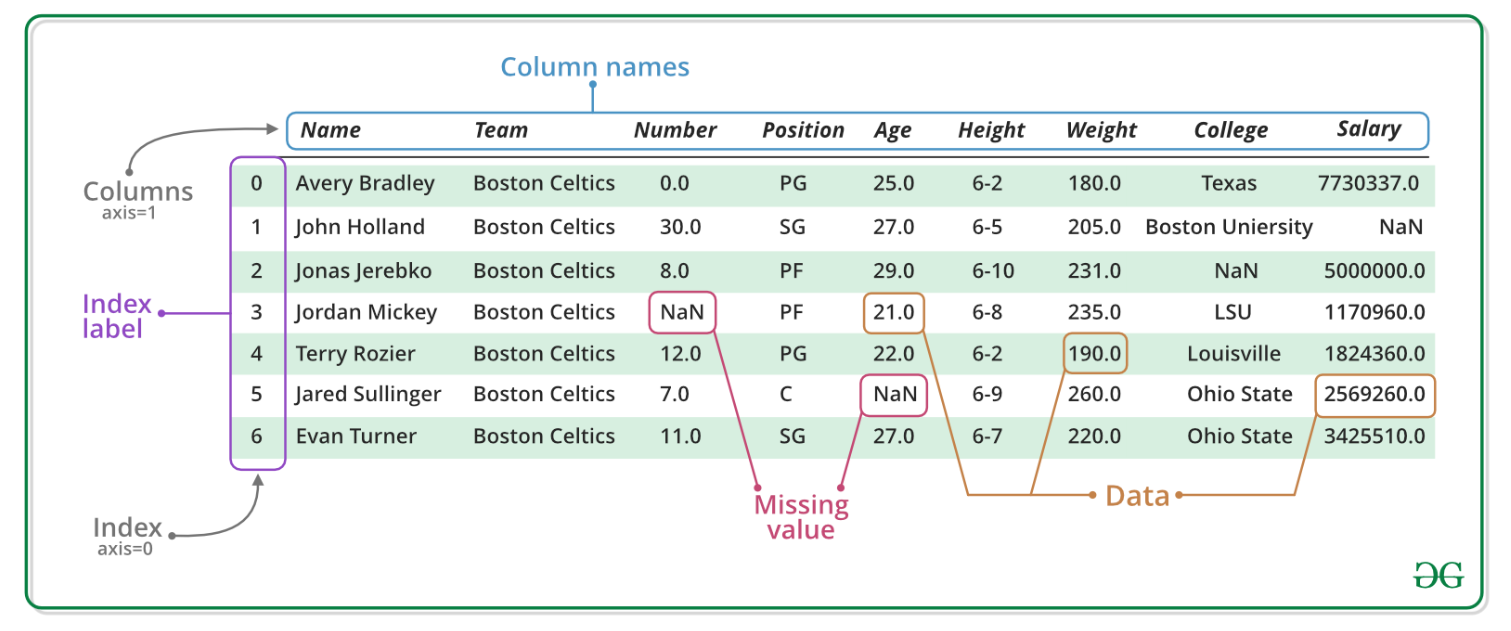 Column names
Name Team Number Position Age Height Weight College Salary
Columns
axis=1
0 Avery Bradley Boston Celtics 0.0 PG 25.0 6-2 180.0 Texas 7730337.0
1 John Holland Boston Celtics 30.0 SG 27.0 6-5 205.0 Boston Uniersity NaN
2 Jonas Jerebko Boston Celtics 8.0 PF 29.0 6-10 231.0 NaN 5000000.0
Index
label
3 Jordan Mickey Boston Celtics NaN PF 21.0 6-8 235.0 LSU 1170960.0
4 Terry Rozier Boston Celtics 12.0 PG 22.0 6-2 190.0 Louisville 1824360.0
5 Jared Sullinger Boston Celtics 7.0 C NaN 6-9 260.0 Ohio State 2569260.0
6 Evan Turner Boston Celtics 11.0 SG 27.0 6-7 220.0 Ohio State 3425510.0
Missing
value
Data
Index
axis=0